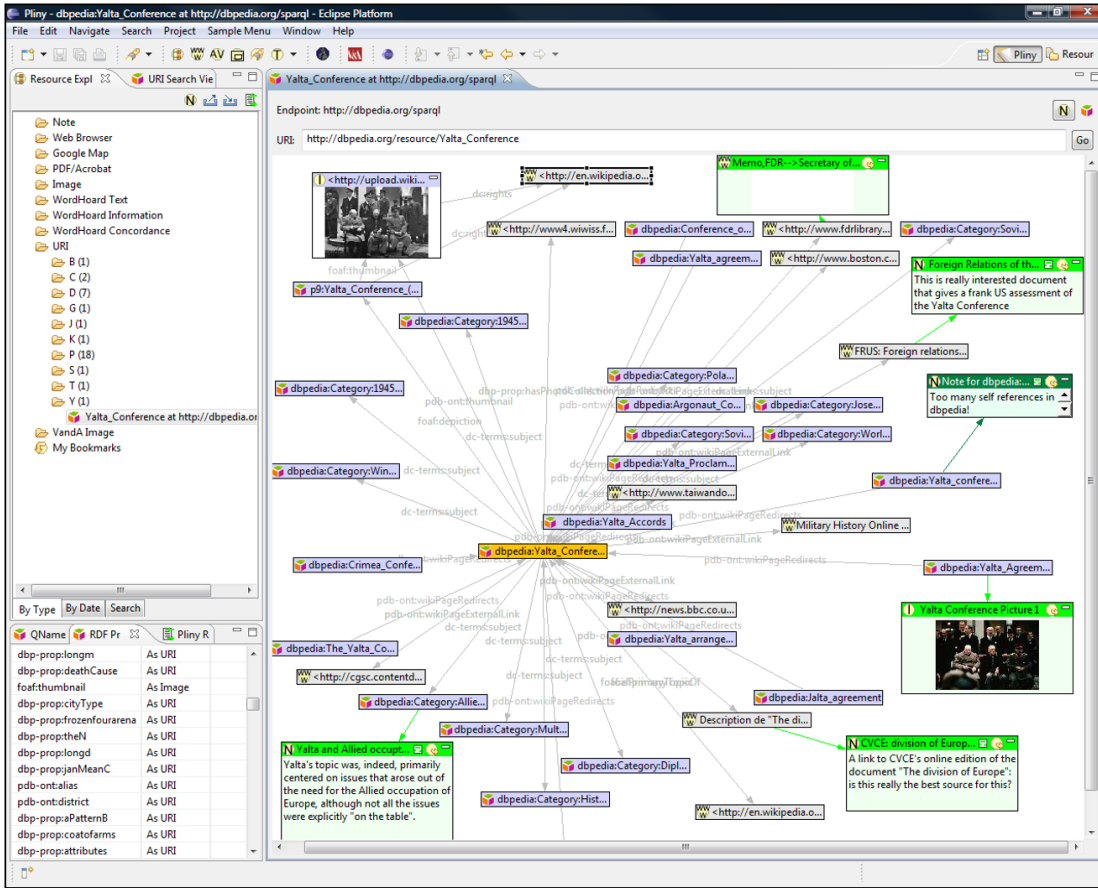 Pliny - dbpedia:Yalta_Conference at http://dbpedia.org/sparql - Eclipse Platform
File Edit Navigate Search Project Sample Menu Window Help
Pliny Resour
Resource Expl
URI Search Vie
Note
Web Browser
Google Map
PDF/Acrobat
Image
WordHoard Text
WordHoard Information
WordHoard Concordance
URI
B (1)
C (2)
D (7)
G (1)
J (1)
K (1)
P (18)
S (1)
T (1)
Y (1)
Yalta_Conference at http://dbpedia.or
VandA Image
My Bookmarks
By Type By Date Search
QName RDF Pr Pliny R
dbp-prop:longm As URI
dbp-prop:deathCause As URI
foaf:thumbnail As Image
dbp-prop:cityType As URI
dbp-prop:frozenfourarena As URI
dbp-prop:theN As URI
dbp-prop:longd As URI
dbp-prop:janMeanC As URI
pdb-ont:alias As URI
pdb-ont:district As URI
dbp-prop:aPatternB As URI
dbp-prop:coatofarms As URI
dbp-prop:attributes As URI
Yalta_Conference at http://dbpedia.org/sparql
Endpoint: http://dbpedia.org/sparql
URI: http://dbpedia.org/resource/Yalta_Conference
Go
<http://upload.wiki...
<http://en.wikipedia.o...
Memo,FDR-->Secretary of...
dc:rights
<http://www4.wiwiss.f...
dbpedia:Conference_o...
<http://www.fdrlibrary
dbpedia:Category:Sovi...
dbpedia:Yalta_agreem...
<http://www.boston.c...
foaf:thumbnail
Foreign Relations of th...
This is really interested document
that gives a frank US assessment of
the Yalta Conference
p9:Yalta_Conference_(...
dbpedia:Category:1945...
FRUS: Foreign relations...
dbpedia:Category:Pola...
dbpedia:Category:1945...
Note for dbpedia:...
Too many self references in
dbpedia!
pdb-ont:thumbnail
dbpedia:Argonaut_Co...
dbpedia:Category:Jose...
foaf:depiction
dc-terms:subject
dbpedia:Category:Sovi...
dbpedia:Category:Worl...
dbpedia:Category:Win...
dc-terms:subject
dbpedia:Yalta_Proclam...
dbpedia:Yalta_confere...
<http://www.taiwando...
dc-terms:subject
dbpedia:Yalta_Accords
Military History Online ...
dbpedia:Yalta_Confere...
dbpedia:Crimea_Confe...
dbpedia:Yalta_Agreem...
pdb-ont:wikiPageExternalLink
pdb-ont:wikiPageRedirects
<http://news.bbc.co.u...
Yalta Conference Picture 1
pdb-ont:wikiPageExternalLink
dc-terms:subject
dbpedia:Yalta_arrange...
dbpedia:The_Yalta_Co...
dc-terms:subject
dc-terms:subject
<http://cgsc.contentd...
dbpedia:Category:Allie...
pdb-ont:wikiPageRedirects
dbpedia:Jalta_agreement
Description de "The di...
dbpedia:Category:Mult...
Yalta and Allied occupt...
Yalta's topic was, indeed, primarily
centered on issues that arose out of
the need for the Allied occupation of
Europe, although not all the issues
were explicitly "on the table".
CVCE: division of Europ...
A link to CVCE's online edition of the
document "The division of Europe":
is this really the best source for this?
dbpedia:Category:Dipl...
dbpedia:Category:Hist...
<http://en.wikipedia.o...